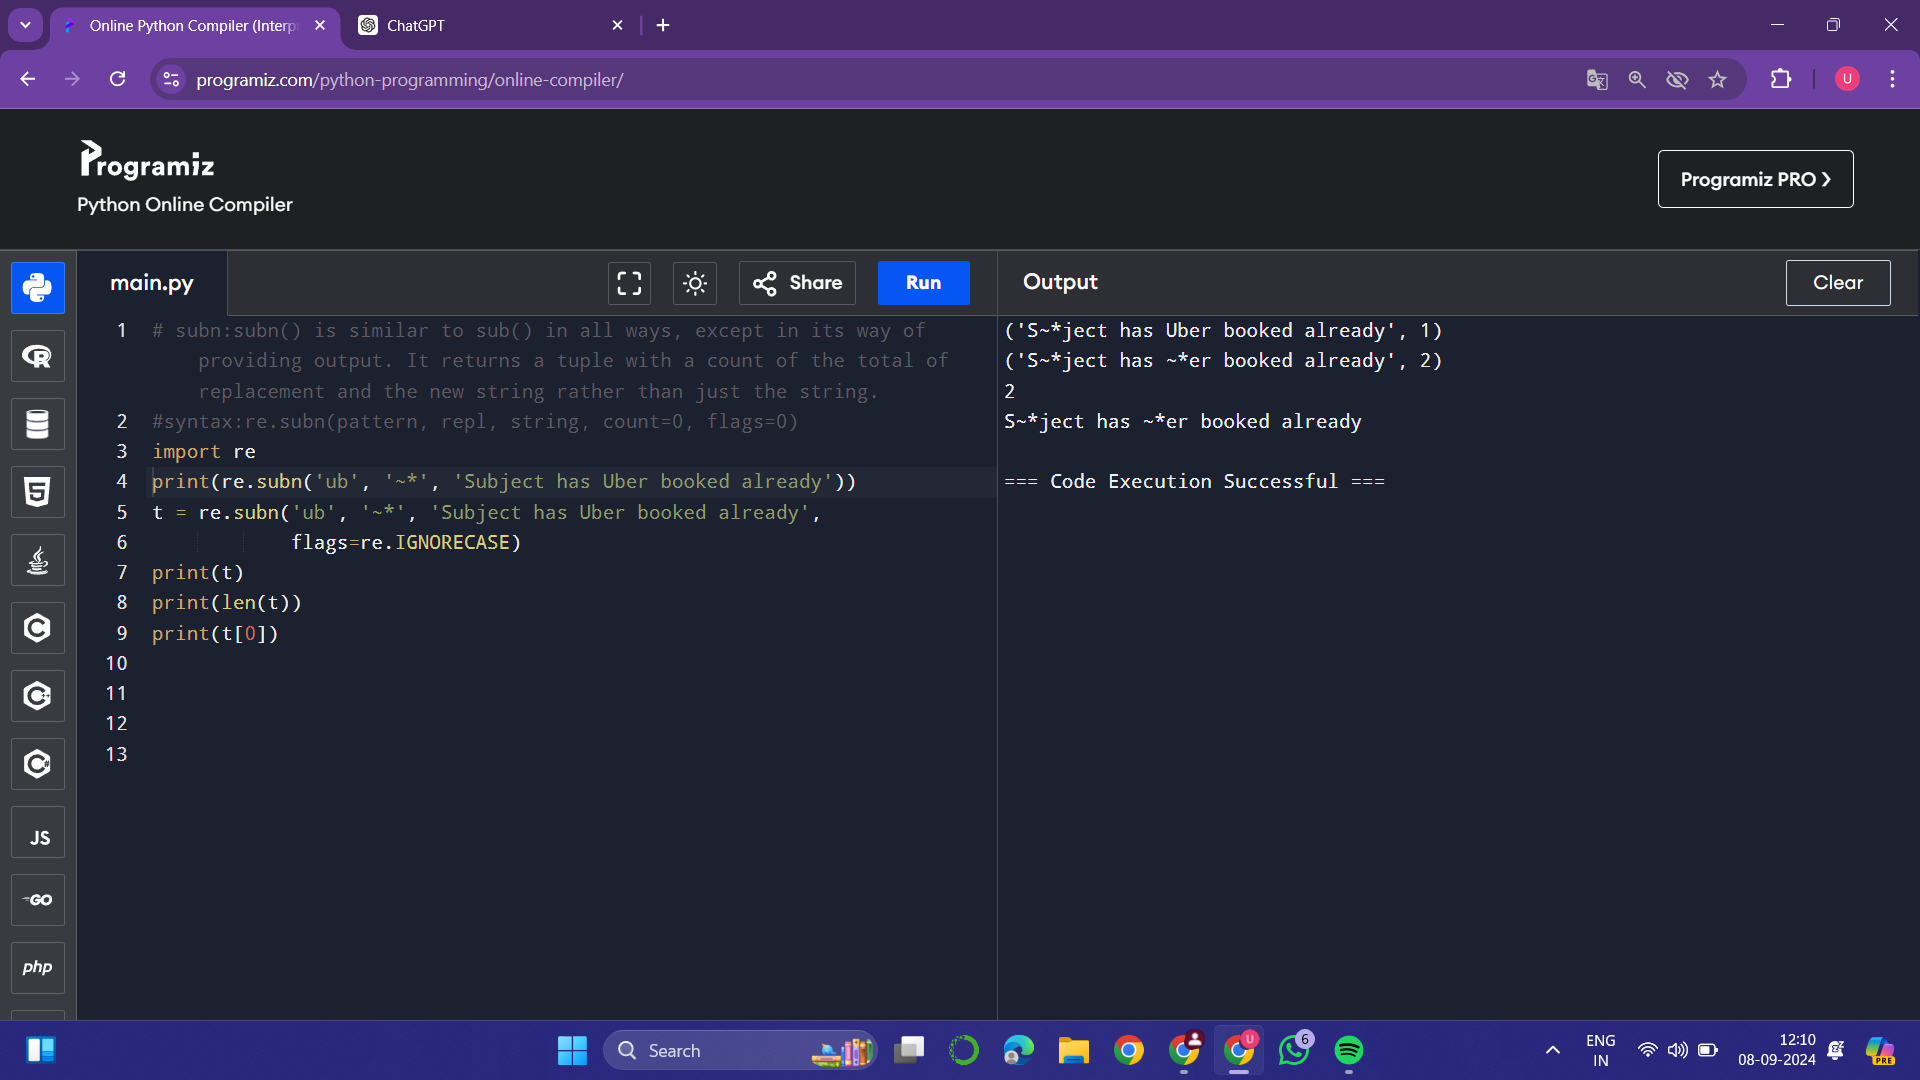 Online Python Compiler (Interp
ChatGPT
programiz.com/python-programming/online-compiler/
U
Programiz
Python Online Compiler
Programiz PRO
main.py
Share
Run
Output
Clear
1 # subn:subn() is similar to sub() in all ways, except in its way of
providing output. It returns a tuple with a count of the total of
replacement and the new string rather than just the string.
2 #syntax:re.subn(pattern, repl, string, count=0, flags=0)
3 import re
4 print(re.subn('ub', '~*', 'Subject has Uber booked already'))
5 t = re.subn('ub', '~*', 'Subject has Uber booked already',
6 flags=re.IGNORECASE)
7 print(t)
8 print(len(t))
9 print(t[0])
10
11
12
13
('S~*ject has Uber booked already', 1)
('S~*ject has ~*er booked already', 2)
2
S~*ject has ~*er booked already
=== Code Execution Successful ===
R
5
C
C++
C#
JS
GO
php
Search
U
6
ENG
IN
12:10
08-09-2024
PRE